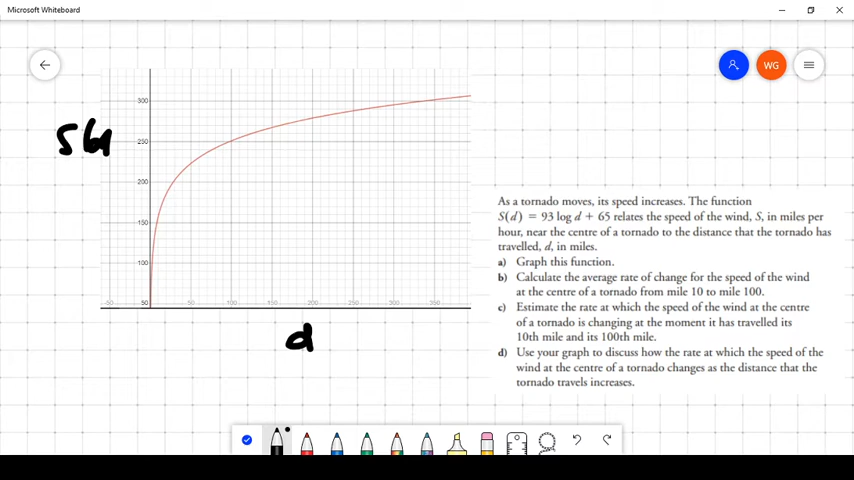 Microsoft Whiteboard
WG
300
250
200
150
100
50
-50
50
100
150
200
250
300
350
d
As a tornado moves, its speed increases. The function
S(d) = 93 log d + 65 relates the speed of the wind, S, in miles per
hour, near the centre of a tornado to the distance that the tornado has
travelled, d, in miles.
a) Graph this function.
b) Calculate the average rate of change for the speed of the wind
at the centre of a tornado from mile 10 to mile 100.
c) Estimate the rate at which the speed of the wind at the centre
of a tornado is changing at the moment it has travelled its
10th mile and its 100th mile.
d) Use your graph to discuss how the rate at which the speed of the
wind at the centre of a tornado changes as the distance that the
tornado travels increases.